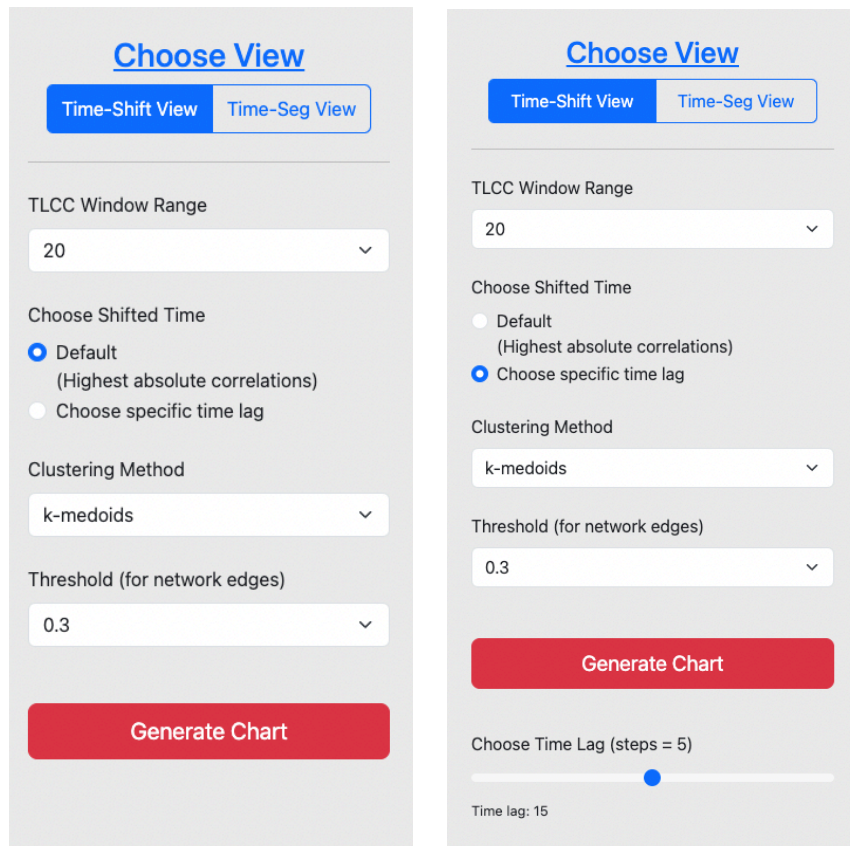 Choose View
Time-Shift View
Time-Seg View
TLCC Window Range
20
Choose Shifted Time
Default
(Highest absolute correlations)
Choose specific time lag
Clustering Method
k-medoids
Threshold (for network edges)
0.3
Generate Chart
Choose View
Time-Shift View
Time-Seg View
TLCC Window Range
20
Choose Shifted Time
Default
(Highest absolute correlations)
Choose specific time lag
Clustering Method
k-medoids
Threshold (for network edges)
0.3
Generate Chart
Choose Time Lag (steps = 5)
Time lag: 15